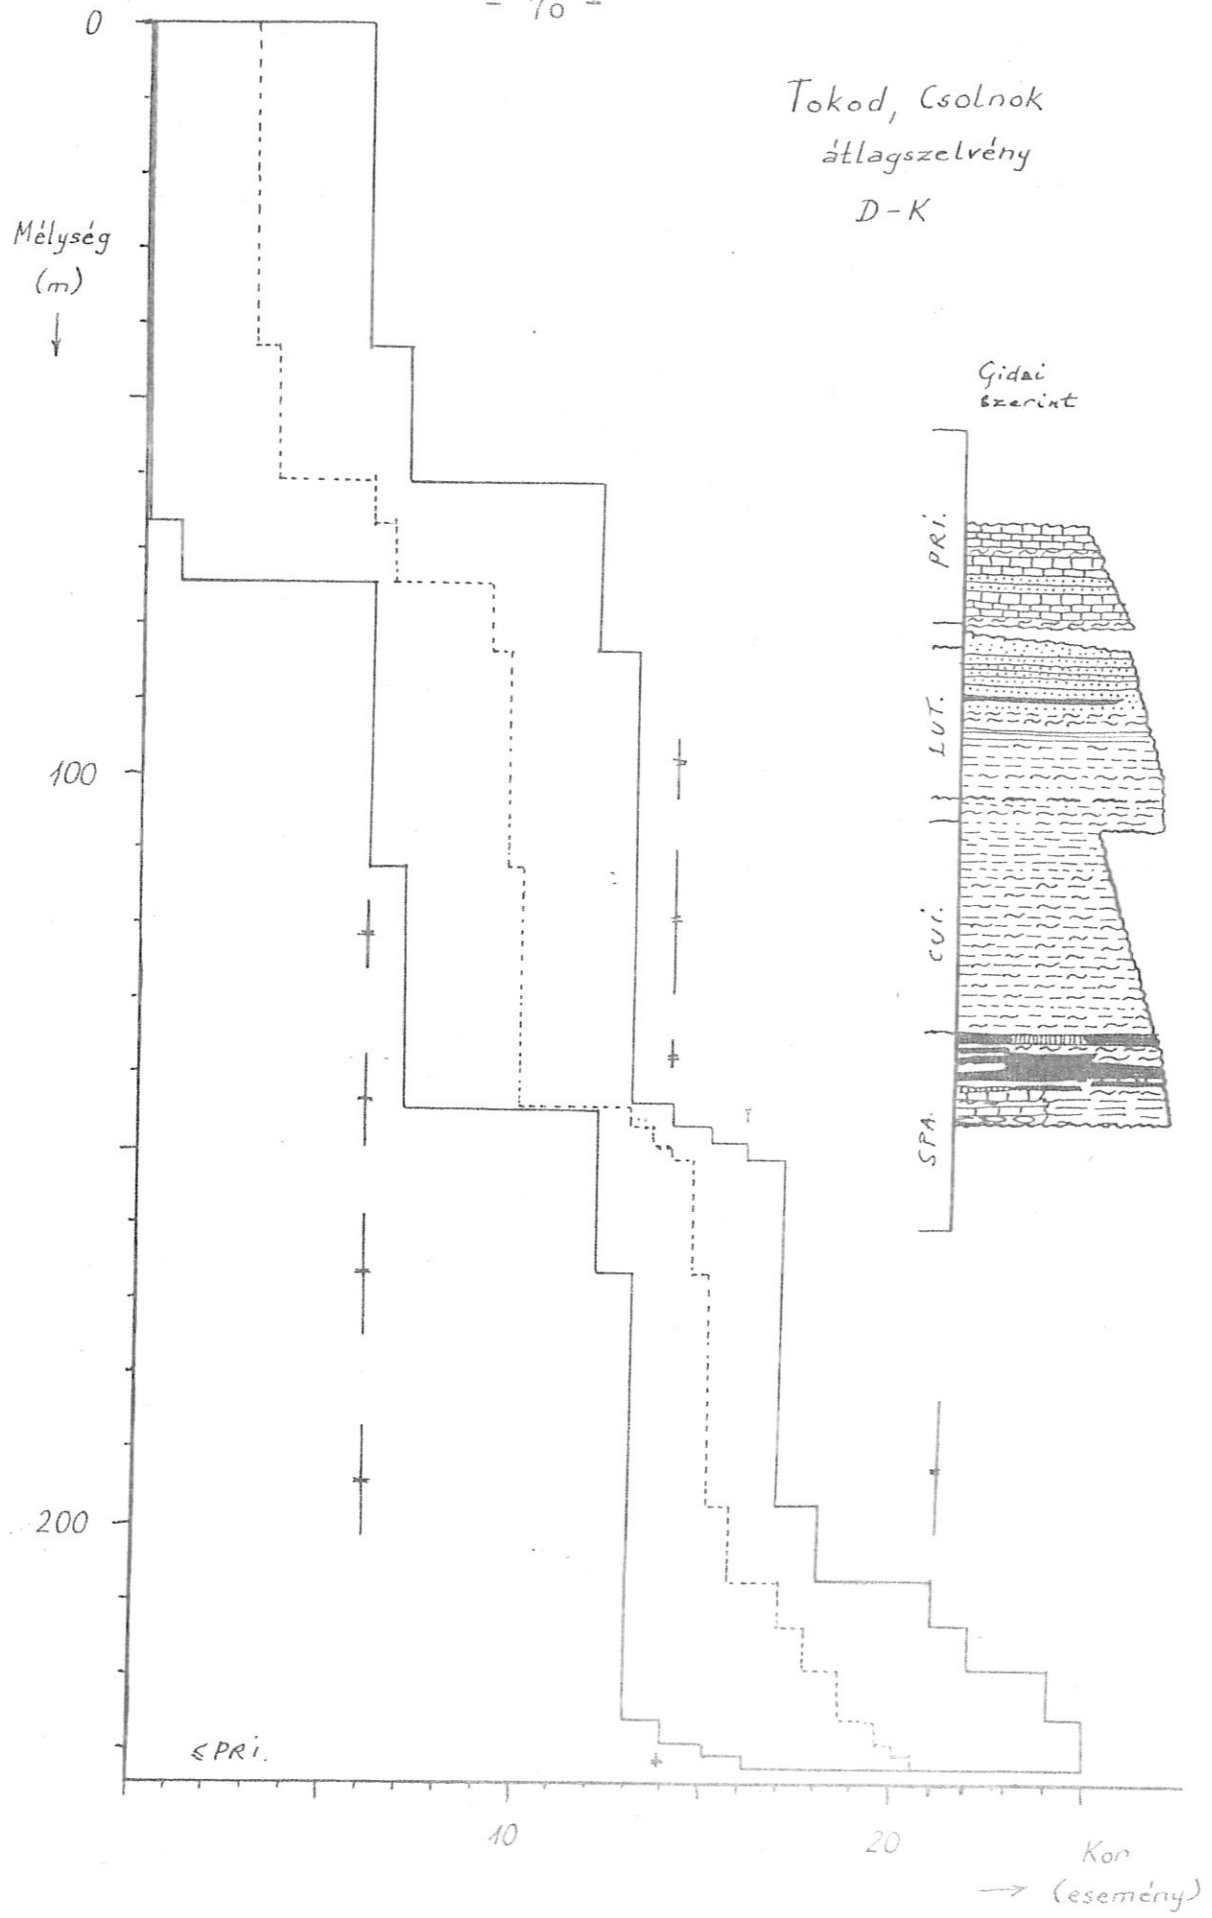 - 70 -
0
Tokod, Csolnok
átlagszelvény
D-K
Mélység
(m)
Gidai
szerint
PRI.
LUT.
100
CUI.
SPA.
200
≤PRI.
10
20
Kor
(esemény)